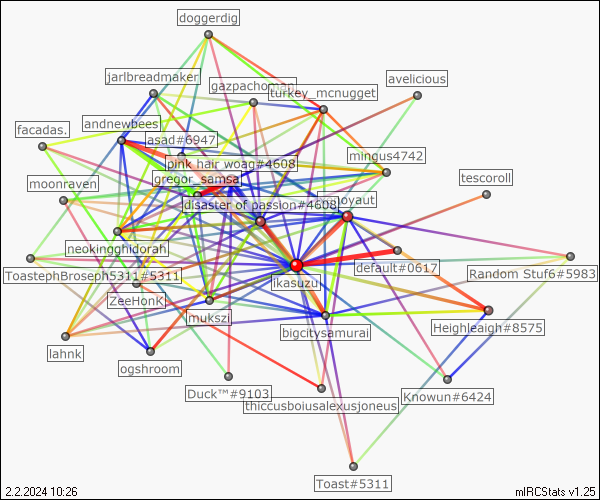 doggerdig
jarlbreadmaker
gazpachoman
turkey_mcnugget
avelicious
facadas.
andnewbees
asad#6947
pink hair woag#4608
mingus4742
moonraven
gregor_samsa
disaster of passion#4608
tescoroll
neokingghidorah
ToastephBroseph5311#5311
ZeeHonK
ikasuzu
default#0617
Random Stuf6#5983
mukszi
bigcitysamurai
Heighleaigh#8575
lahnk
ogshroom
Duck™#9103
thiccusboiusalexusjoneus
Knowun#6424
Toast#5311
2.2.2024 10:26
mIRCStats v1.25